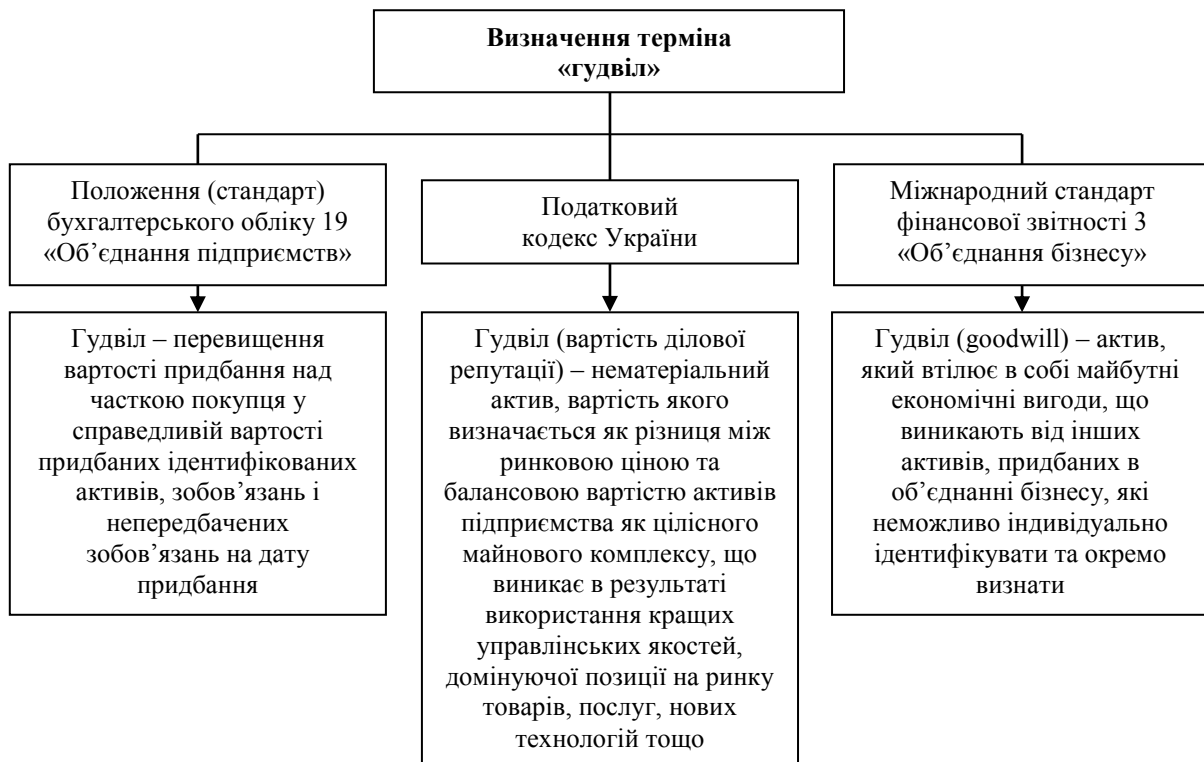 Визначення терміна
«гудвіл»
Положення (стандарт)
бухгалтерського обліку 19
«Об’єднання підприємств»
Податковий
кодекс України
Міжнародний стандарт
фінансової звітності 3
«Об’єднання бізнесу»
Гудвіл – перевищення
вартості придбання над
часткою покупця у
справедливій вартості
придбаних ідентифікованих
активів, зобов’язань і
непередбачених
зобов’язань на дату
придбання
Гудвіл (вартість ділової
репутації) – нематеріальний
актив, вартість якого
визначається як різниця між
ринковою ціною та
балансовою вартістю активів
підприємства як цілісного
майнового комплексу, що
виникає в результаті
використання кращих
управлінських якостей,
домінуючої позиції на ринку
товарів, послуг, нових
технологій тощо
Гудвіл (goodwill) – актив,
який втілює в собі майбутні
економічні вигоди, що
виникають від інших
активів, придбаних в
об’єднанні бізнесу, які
неможливо індивідуально
ідентифікувати та окремо
визнати